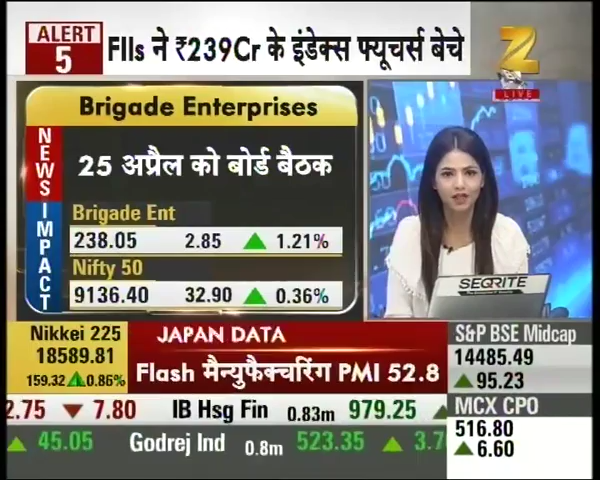 ALERT
5
FIIs ने ₹239Cr के इंडेक्स फ्यूचर्स बेचे
LIVE
Brigade Enterprises
NEWS IMPACT
25 अप्रैल को बोर्ड बैठक
Brigade Ent
238.05 2.85 1.21%
Nifty 50
9136.40 32.90 0.36%
SEQRITE
Nikkei 225
18589.81
159.32 0.86%
JAPAN DATA
Flash मैन्युफैक्चरिंग PMI 52.8
S&P BSE Midcap
14485.49
95.23
MCX CPO
516.80
6.60
2.75 7.80 IB Hsg Fin 0.83m 979.25
45.05 Godrej Ind 0.8m 523.35 3.7